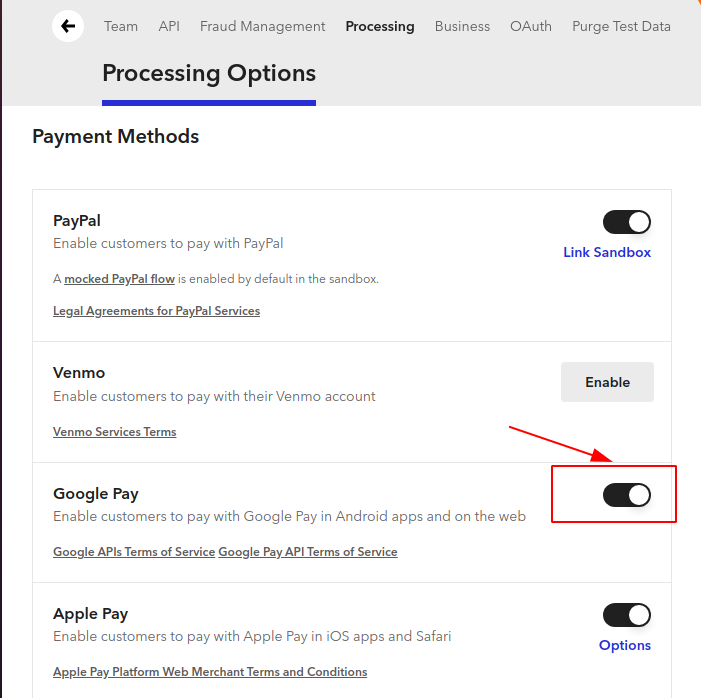 Team API Fraud Management Processing Business OAuth Purge Test Data
Processing Options
Payment Methods
PayPal
Enable customers to pay with PayPal
Link Sandbox
A mocked PayPal flow is enabled by default in the sandbox.
Legal Agreements for PayPal Services
Venmo
Enable customers to pay with their Venmo account
Enable
Venmo Services Terms
Google Pay
Enable customers to pay with Google Pay in Android apps and on the web
Google APIs Terms of Service Google Pay API Terms of Service
Apple Pay
Enable customers to pay with Apple Pay in iOS apps and Safari
Options
Apple Pay Platform Web Merchant Terms and Conditions